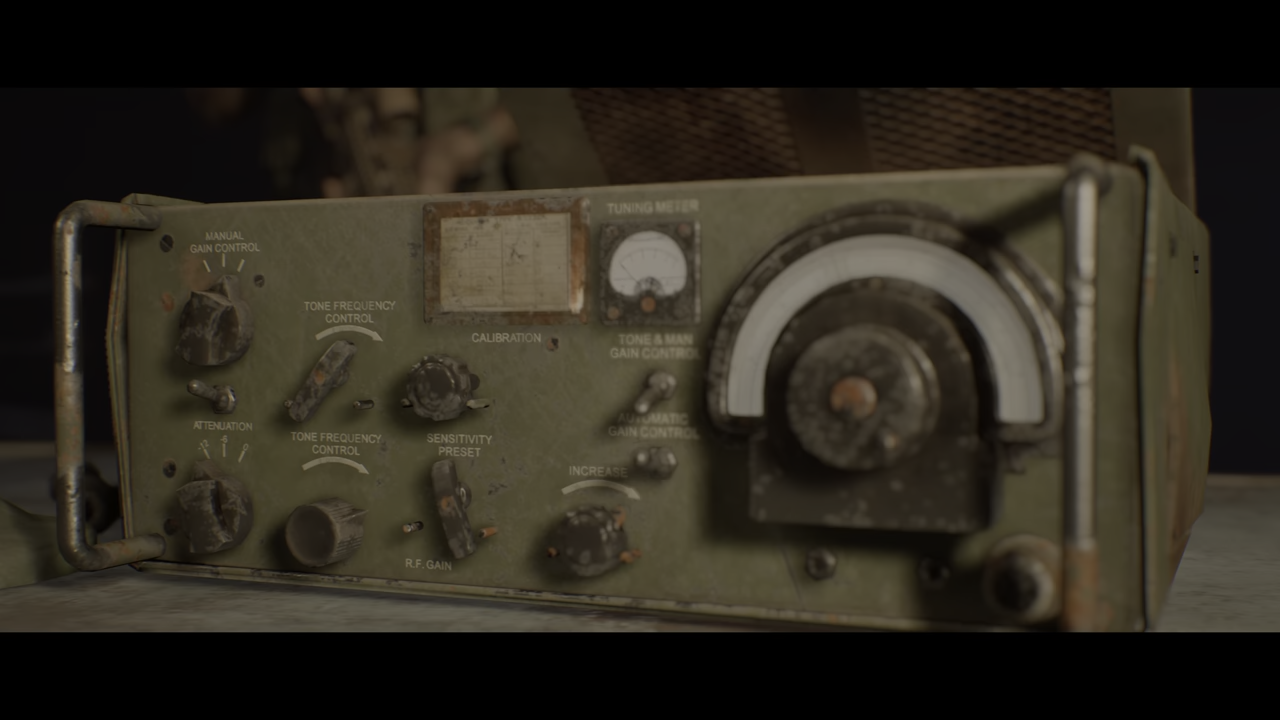 MANUAL
GAIN CONTROL
TONE FREQUENCY
CONTROL
TUNING METER
CALIBRATION
TONE & MAN
GAIN CONTROL
AUTOMATIC
GAIN CONTROL
ATTENUATION
TONE FREQUENCY
CONTROL
SENSITIVITY
PRESET
INCREASE
R.F. GAIN